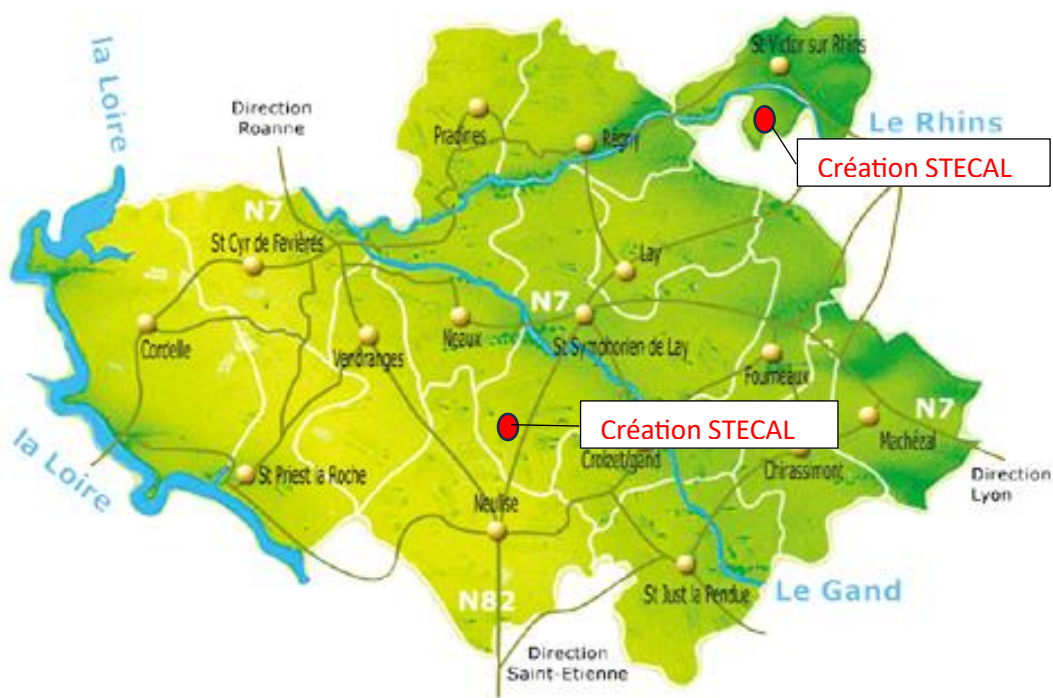 la Loire
Direction
Roanne
St Victor sur Rhins
Pradines
Régny
Le Rhins
Création STECAL
N7
St Cyr de Favières
Lay
N7
Cordelle
Vendranges
Neaux
St Symphorien de Lay
Fourneaux
N7
Création STECAL
Machézal
la Loire
Croizet/gand
Chirassimont
Direction
Lyon
St Priest la Roche
Neulise
N82
St Just la Pendue
Le Gand
Direction
Saint-Etienne